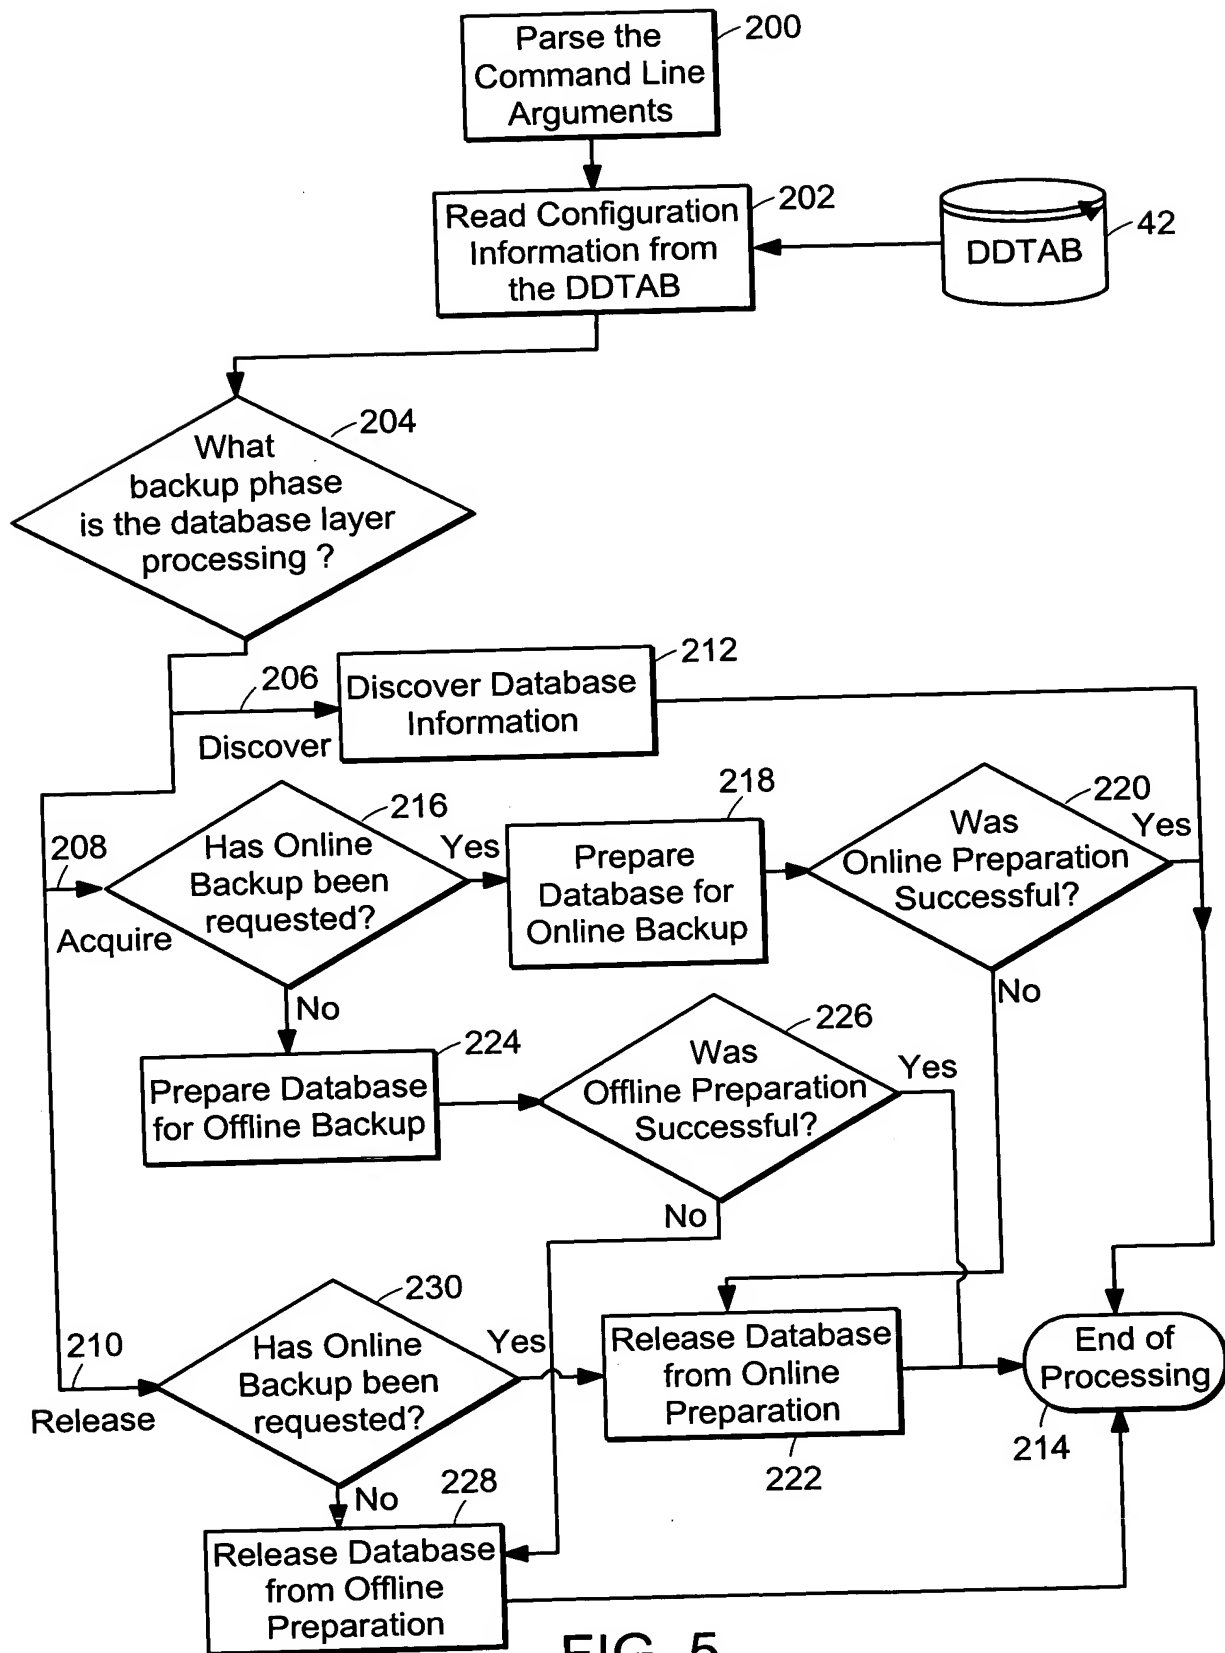 Parse the
Command Line
Arguments
200
Read Configuration
Information from
the DDTAB
202
DDTAB
42
What
backup phase
is the database layer
processing ?
204
206
Discover
Discover Database
Information
212
208
Acquire
Has Online
Backup been
requested?
216
Yes
No
Prepare
Database for
Online Backup
218
Was
Online Preparation
Successful?
220
Yes
No
Prepare Database
for Offline Backup
224
Was
Offline Preparation
Successful?
226
Yes
No
210
Release
Has Online
Backup been
requested?
230
Yes
No
Release Database
from Online
Preparation
222
End of
Processing
214
Release Database
from Offline
Preparation
228
FIG. 5